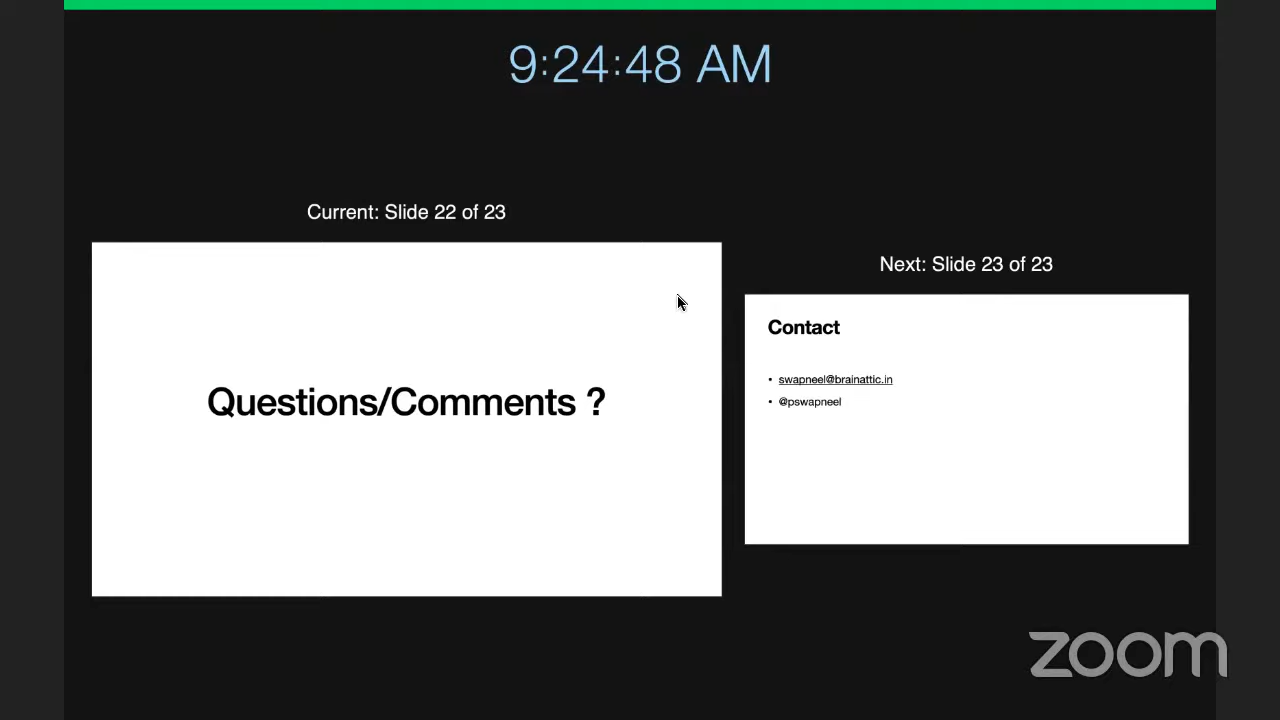 9:24:48 AM
Current: Slide 22 of 23
Questions/Comments ?
Next: Slide 23 of 23
Contact
• swapneel@brainattic.in
• @pswapneel
zoom